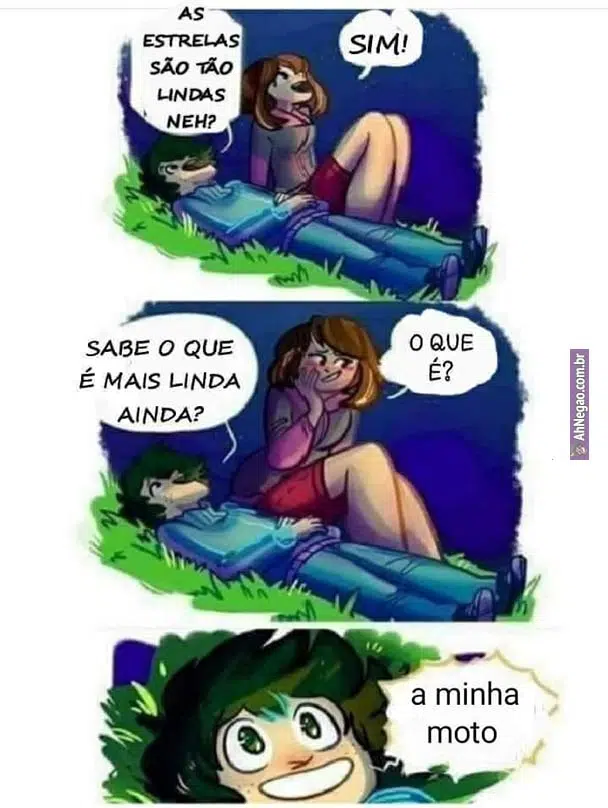 AS
ESTRELAS
SÃO TÃO
LINDAS
NEH?
SIM!
SABE O QUE
É MAIS LINDA
AINDA?
O QUE
É?
AhNegao.com.br
a minha
moto